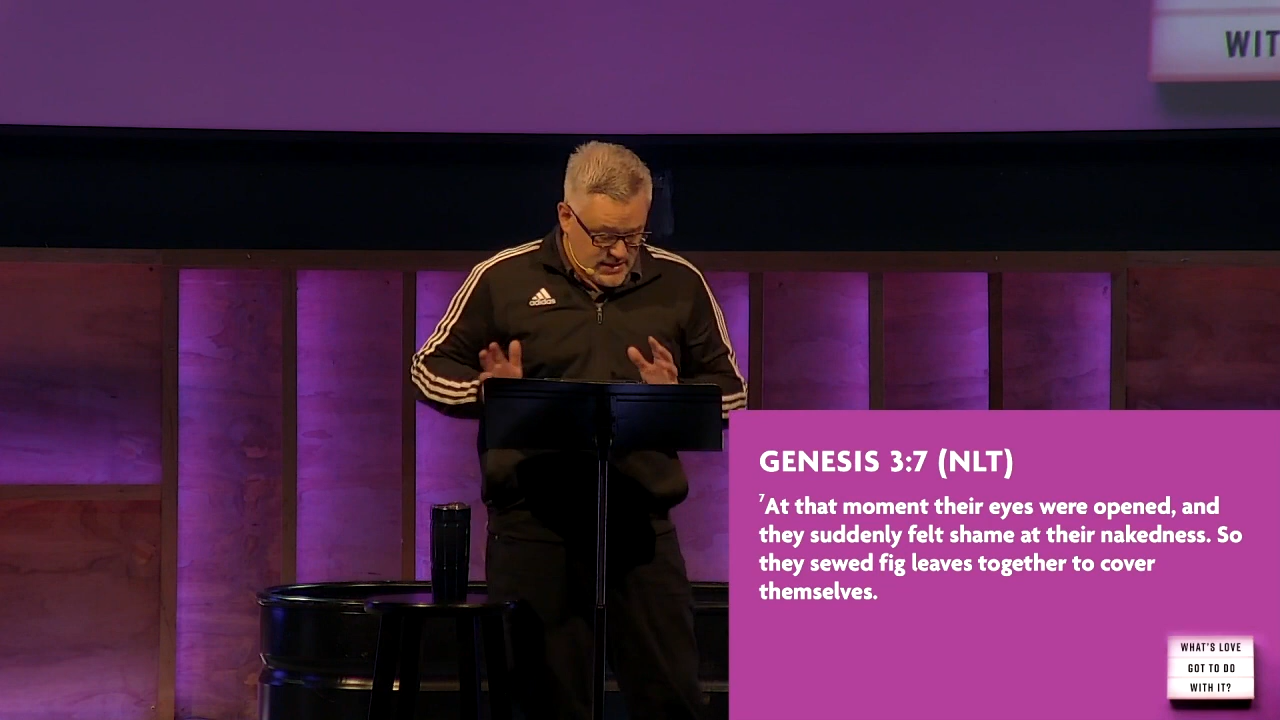 WIT
adidas
GENESIS 3:7 (NLT)
⁷At that moment their eyes were opened, and
they suddenly felt shame at their nakedness. So
they sewed fig leaves together to cover
themselves.
WHAT'S LOVE
GOT TO DO
WITH IT?